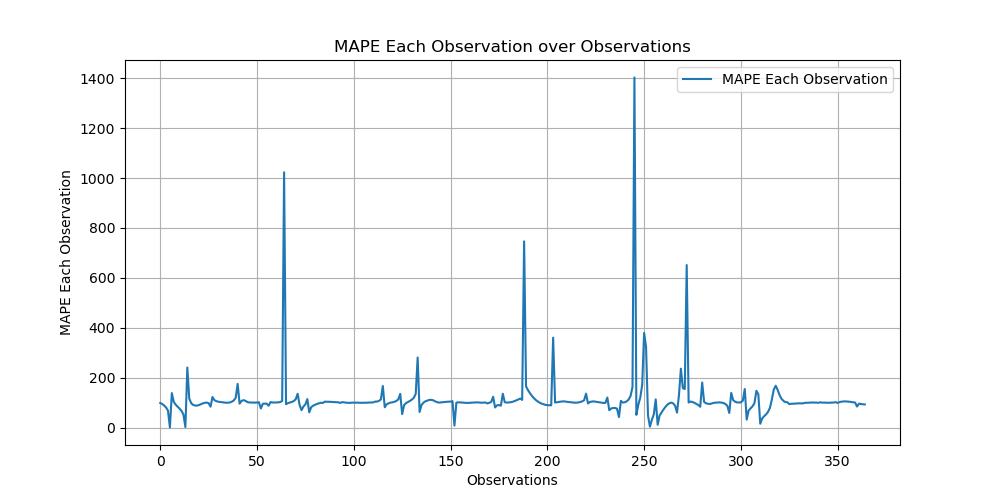 MAPE Each Observation over Observations
MAPE Each Observation
1400
1200
1000
800
600
400
200
0
MAPE Each Observation
0 50 100 150 200 250 300 350
Observations